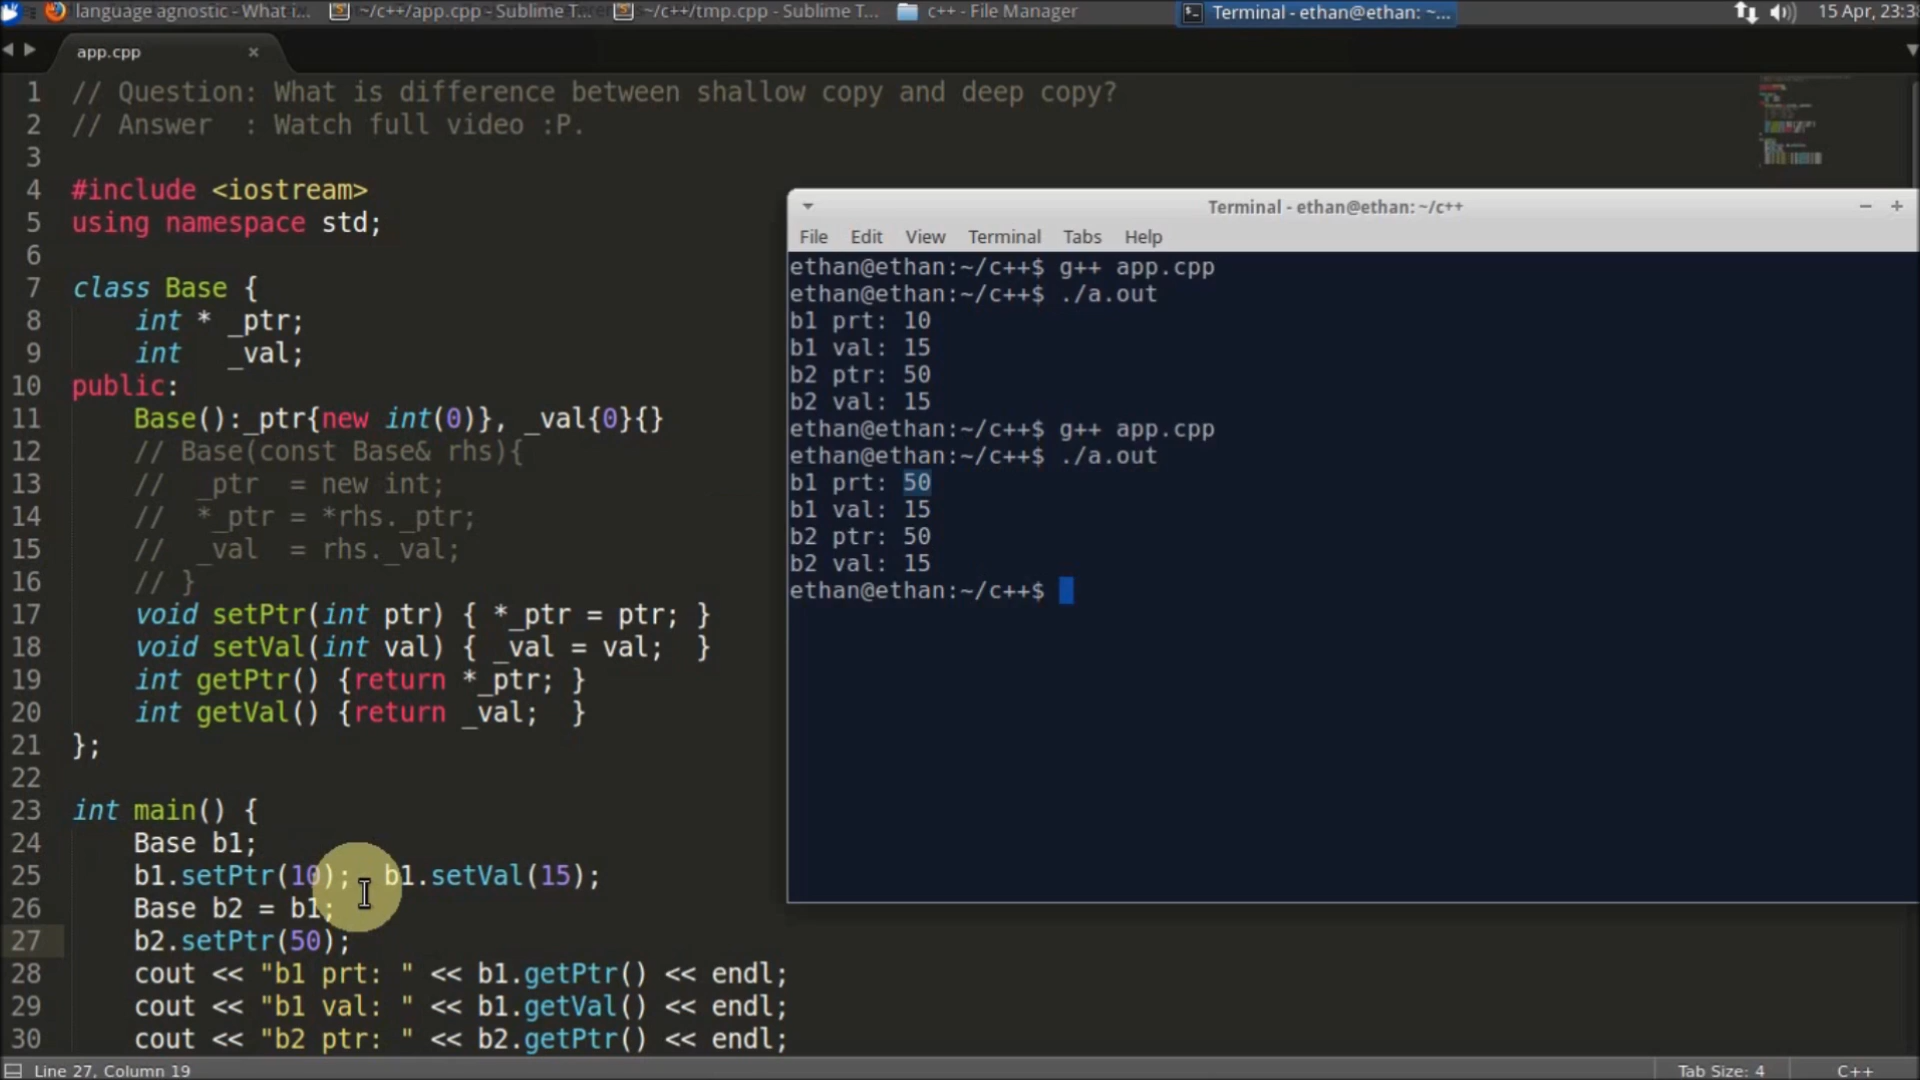 language agnostic - What i...
~/c++/app.cpp - Sublime T...
~/c++/tmp.cpp - Sublime T...
c++ - File Manager
Terminal - ethan@ethan: ~...
15 Apr, 23:3
app.cpp ×
1 // Question: What is difference between shallow copy and deep copy?
2 // Answer  : Watch full video :P.
3
4 #include <iostream>
5 using namespace std;
6
7 class Base {
8     int * _ptr;
9     int   _val;
10 public:
11     Base():_ptr{new int(0)}, _val{0}{}
12     // Base(const Base& rhs){
13     //  _ptr  = new int;
14     //  *_ptr = *rhs._ptr;
15     //  _val  = rhs._val;
16     // }
17     void setPtr(int ptr) { *_ptr = ptr; }
18     void setVal(int val) { _val = val;  }
19     int getPtr() {return *_ptr; }
20     int getVal() {return _val;  }
21 };
22
23 int main() {
24     Base b1;
25     b1.setPtr(10);  b1.setVal(15);
26     Base b2 = b1;
27     b2.setPtr(50);
28     cout << "b1 prt: " << b1.getPtr() << endl;
29     cout << "b1 val: " << b1.getVal() << endl;
30     cout << "b2 ptr: " << b2.getPtr() << endl;
Terminal - ethan@ethan: ~/c++
File Edit View Terminal Tabs Help
ethan@ethan:~/c++$ g++ app.cpp
ethan@ethan:~/c++$ ./a.out
b1 prt: 10
b1 val: 15
b2 ptr: 50
b2 val: 15
ethan@ethan:~/c++$ g++ app.cpp
ethan@ethan:~/c++$ ./a.out
b1 prt: 50
b1 val: 15
b2 ptr: 50
b2 val: 15
ethan@ethan:~/c++$
Line 27, Column 19
Tab Size: 4
C++